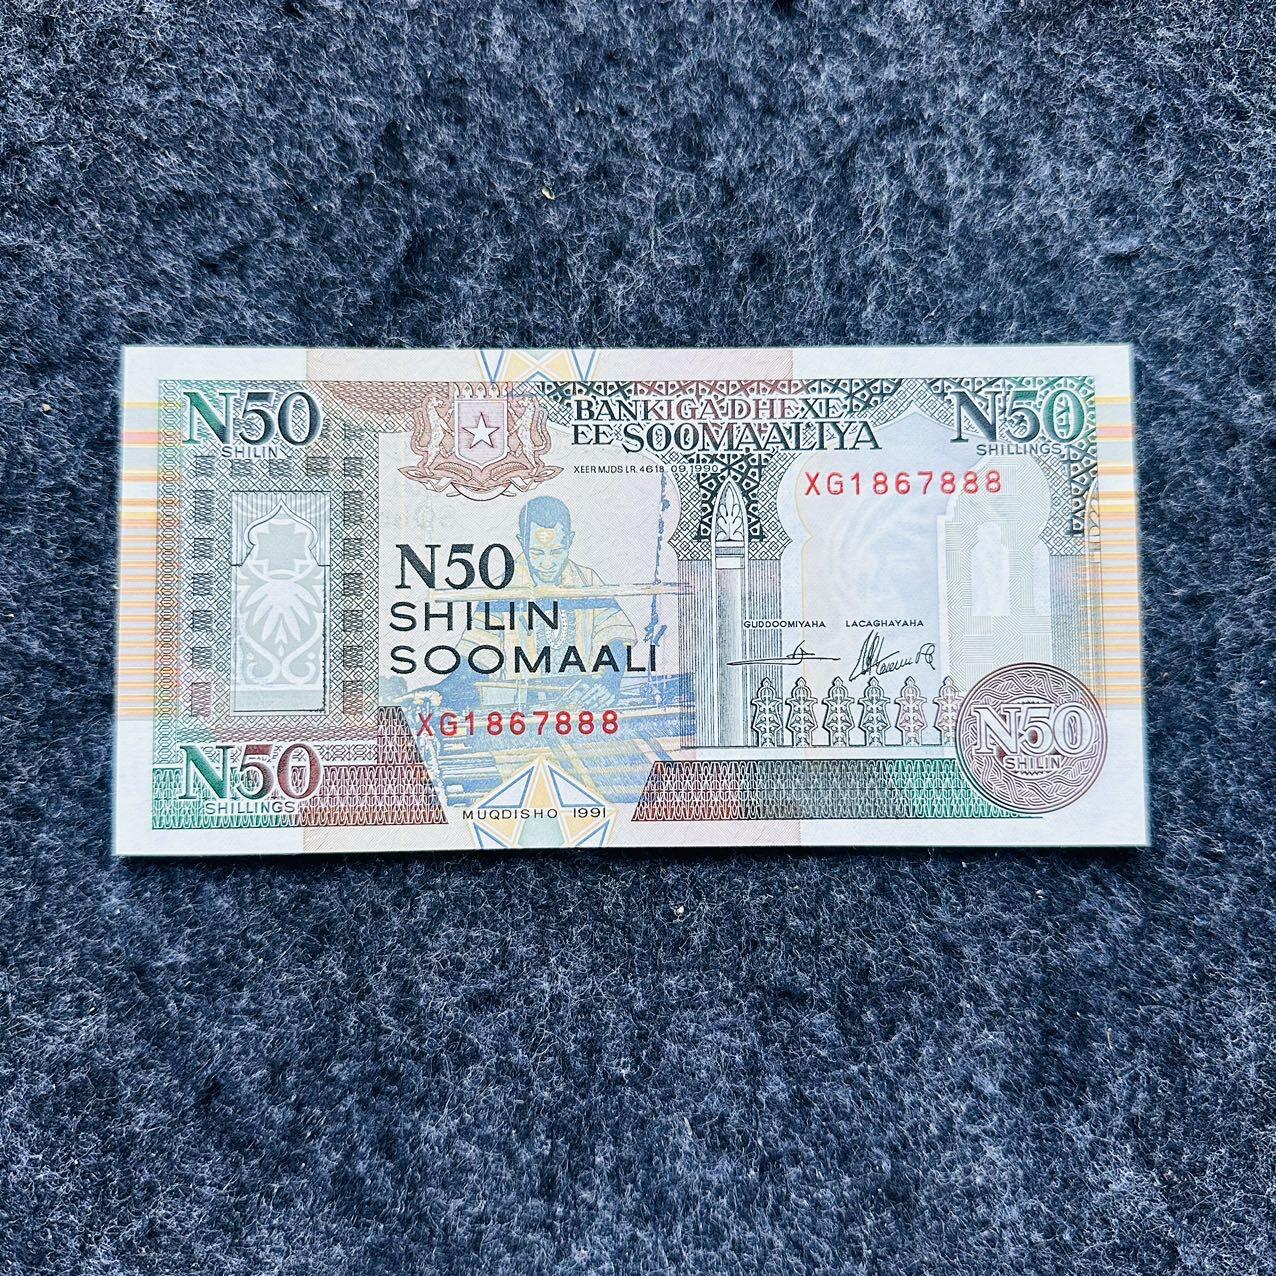 N50
SHILIN
BANKIGA DHEXE
EE SOOMAALIYA
N50
SHILLINGS
XEER MJDS LR. 4618 09.1990
XG1867888
N50
SHILIN
SOOMAALI
GUDDOOMIYAHA LACAGHAYAHA
XG1867888
N50
SHILIN
N50
SHILLINGS
MUQDISHO 1991